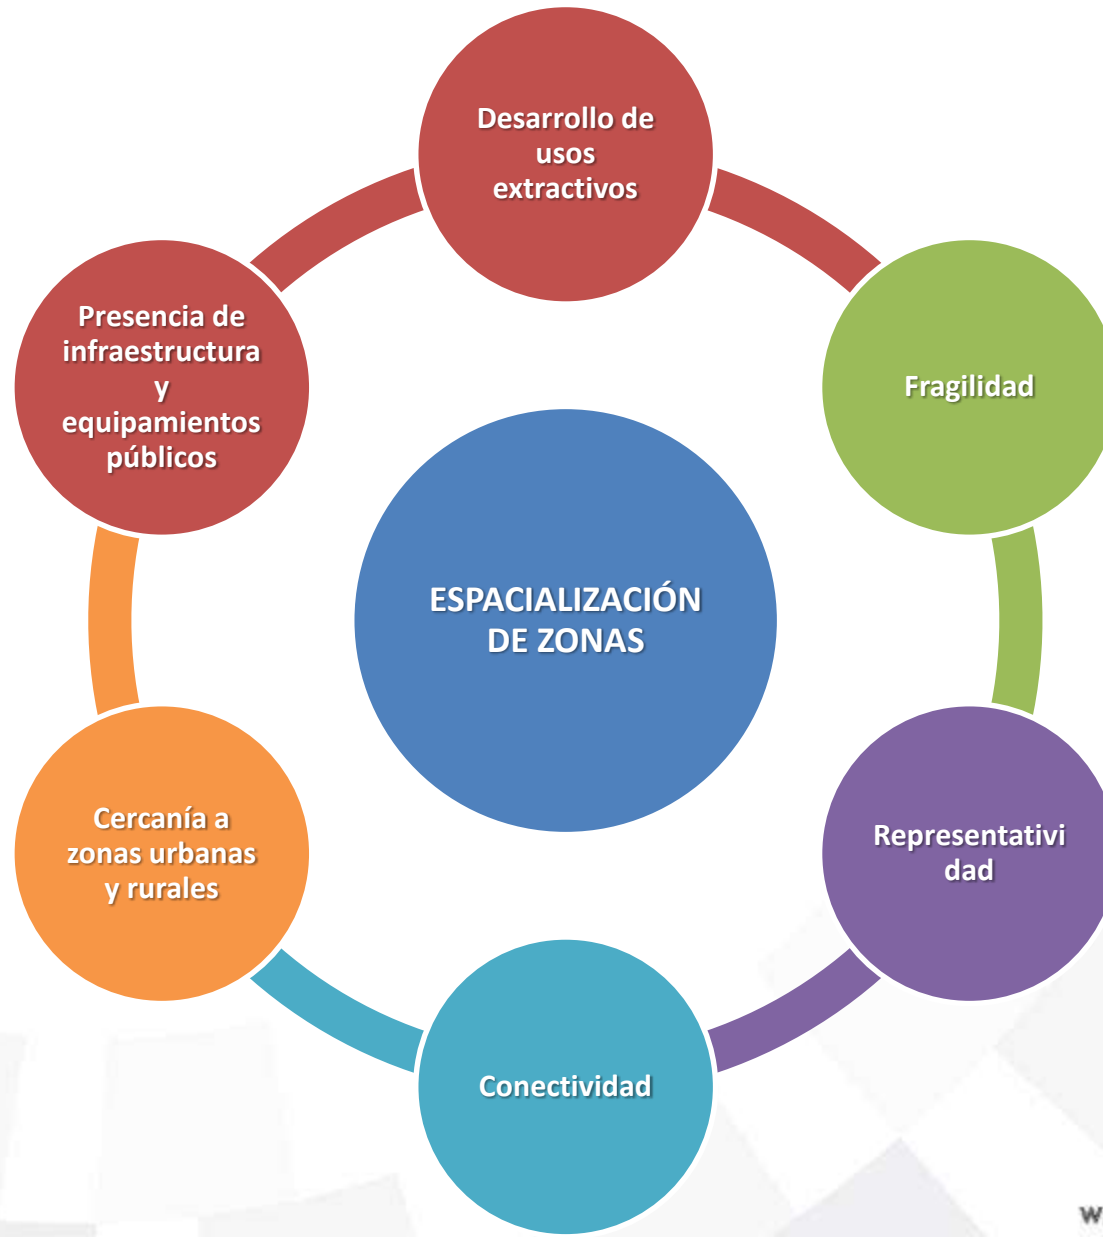 Desarrollo de
usos
extractivos
Fragilidad
Representativi
dad
Conectividad
Cercanía a
zonas urbanas
y rurales
Presencia de
infraestructura
y
equipamientos
públicos
ESPACIALIZACIÓN
DE ZONAS